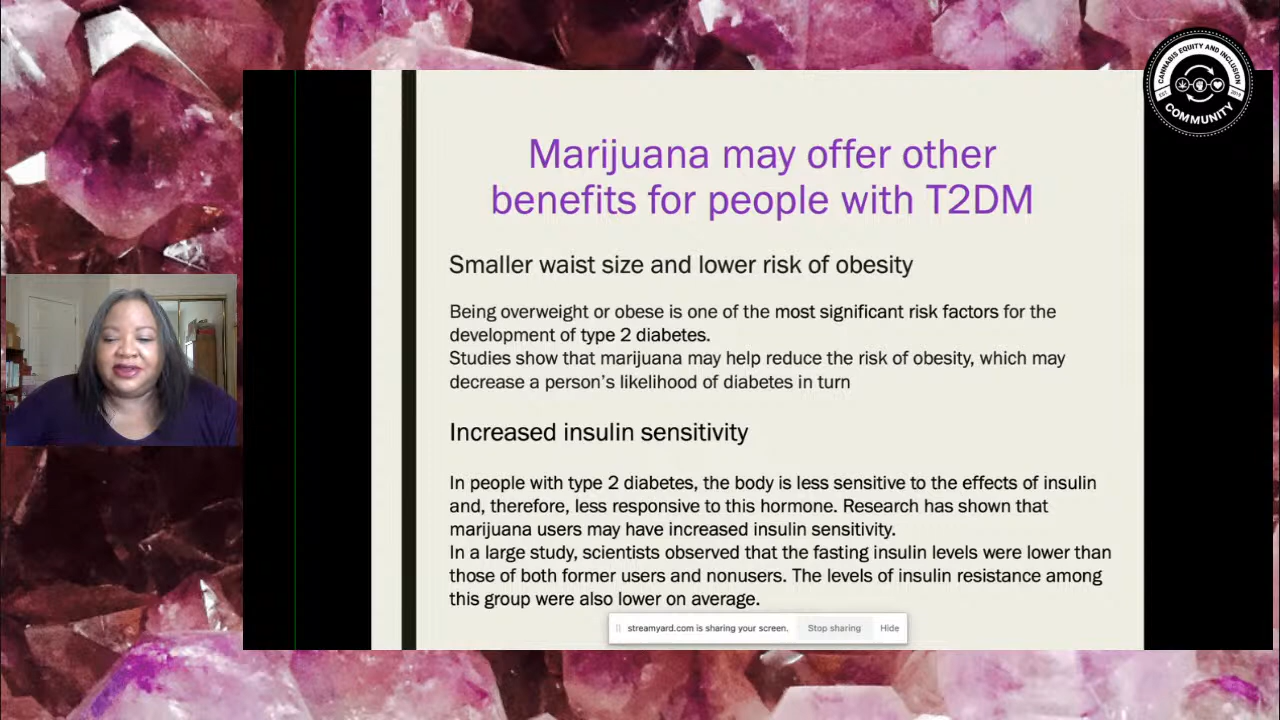 CANNABIS EQUITY AND INCLUSION
COMMUNITY
Marijuana may offer other
benefits for people with T2DM
Smaller waist size and lower risk of obesity
Being overweight or obese is one of the most significant risk factors for the
development of type 2 diabetes.
Studies show that marijuana may help reduce the risk of obesity, which may
decrease a person's likelihood of diabetes in turn
Increased insulin sensitivity
In people with type 2 diabetes, the body is less sensitive to the effects of insulin
and, therefore, less responsive to this hormone. Research has shown that
marijuana users may have increased insulin sensitivity.
In a large study, scientists observed that the fasting insulin levels were lower than
those of both former users and nonusers. The levels of insulin resistance among
this group were also lower on average.
streamyard.com is sharing your screen. Stop sharing Hide